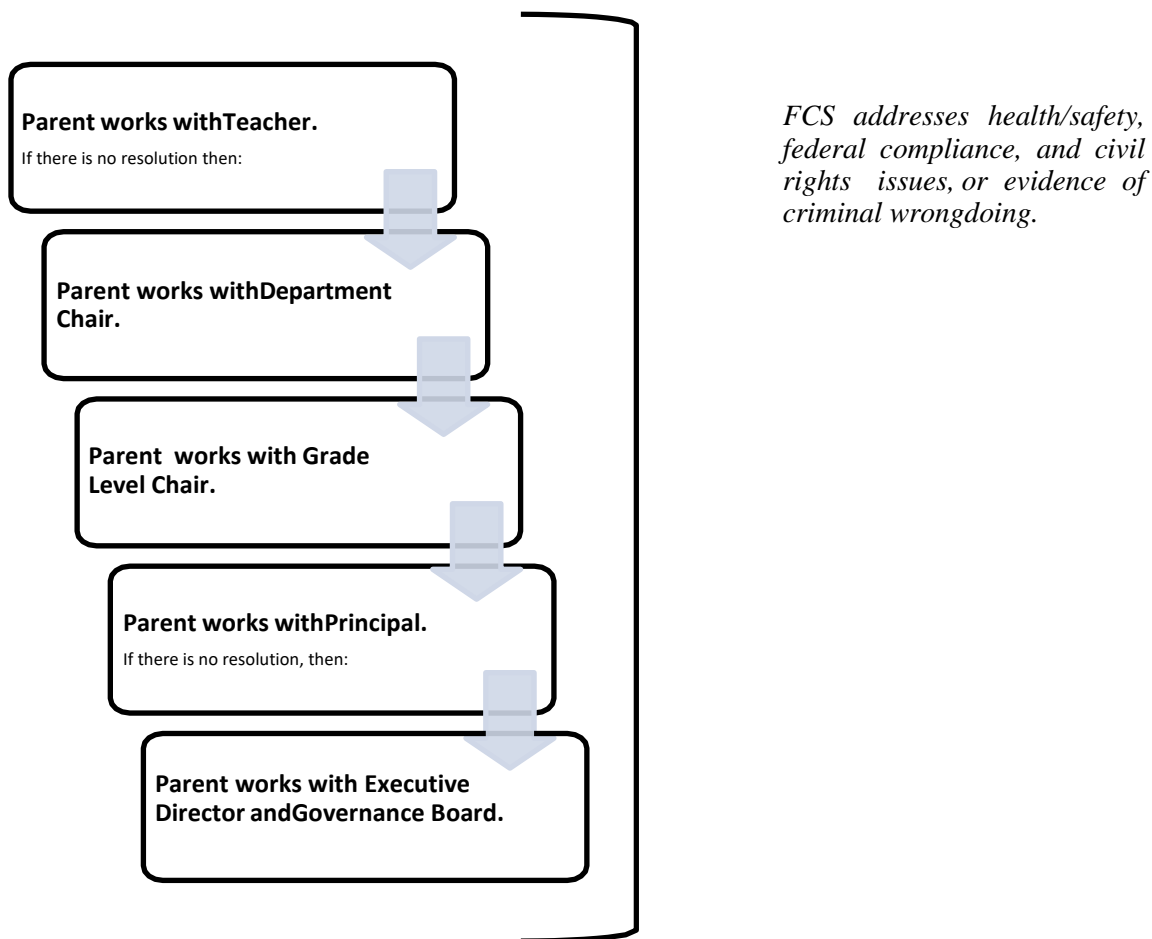 Parent works withTeacher.
If there is no resolution then:
Parent works withDepartment
Chair.
Parent works with Grade
Level Chair.
Parent works withPrincipal.
If there is no resolution, then:
Parent works with Executive
Director andGovernance Board.
FCS addresses health/safety,
federal compliance, and civil
rights issues, or evidence of
criminal wrongdoing.